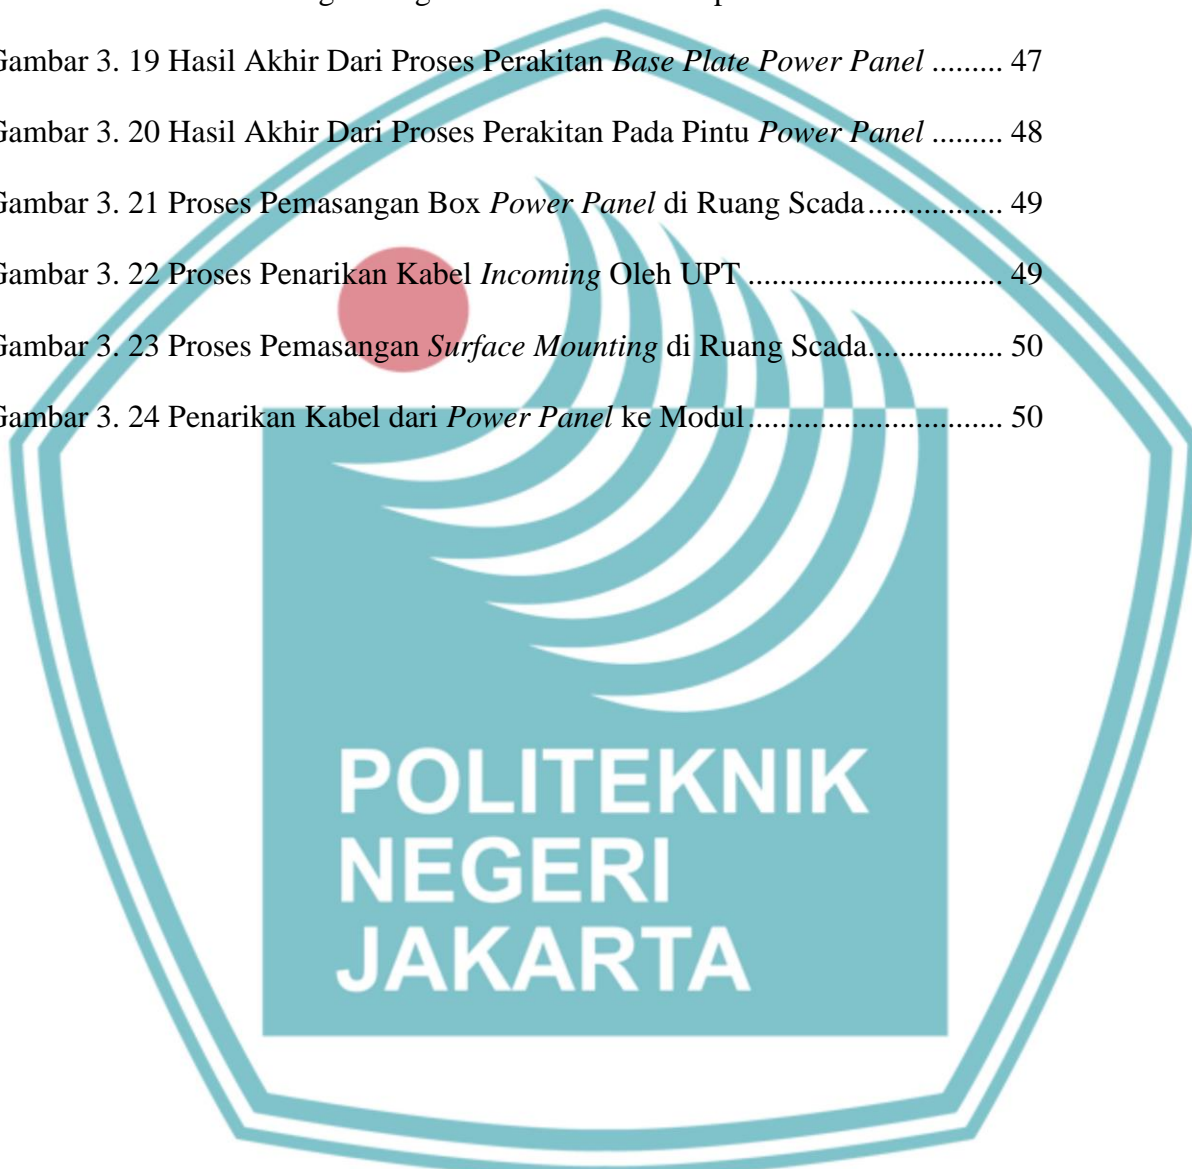 Gambar 3. 19 Hasil Akhir Dari Proses Perakitan Base Plate Power Panel ......... 47
Gambar 3. 20 Hasil Akhir Dari Proses Perakitan Pada Pintu Power Panel ......... 48
Gambar 3. 21 Proses Pemasangan Box Power Panel di Ruang Scada ................. 49
Gambar 3. 22 Proses Penarikan Kabel Incoming Oleh UPT ............................... 49
Gambar 3. 23 Proses Pemasangan Surface Mounting di Ruang Scada................. 50
Gambar 3. 24 Penarikan Kabel dari Power Panel ke Modul ............................... 50
POLITEKNIK
NEGERI
JAKARTA